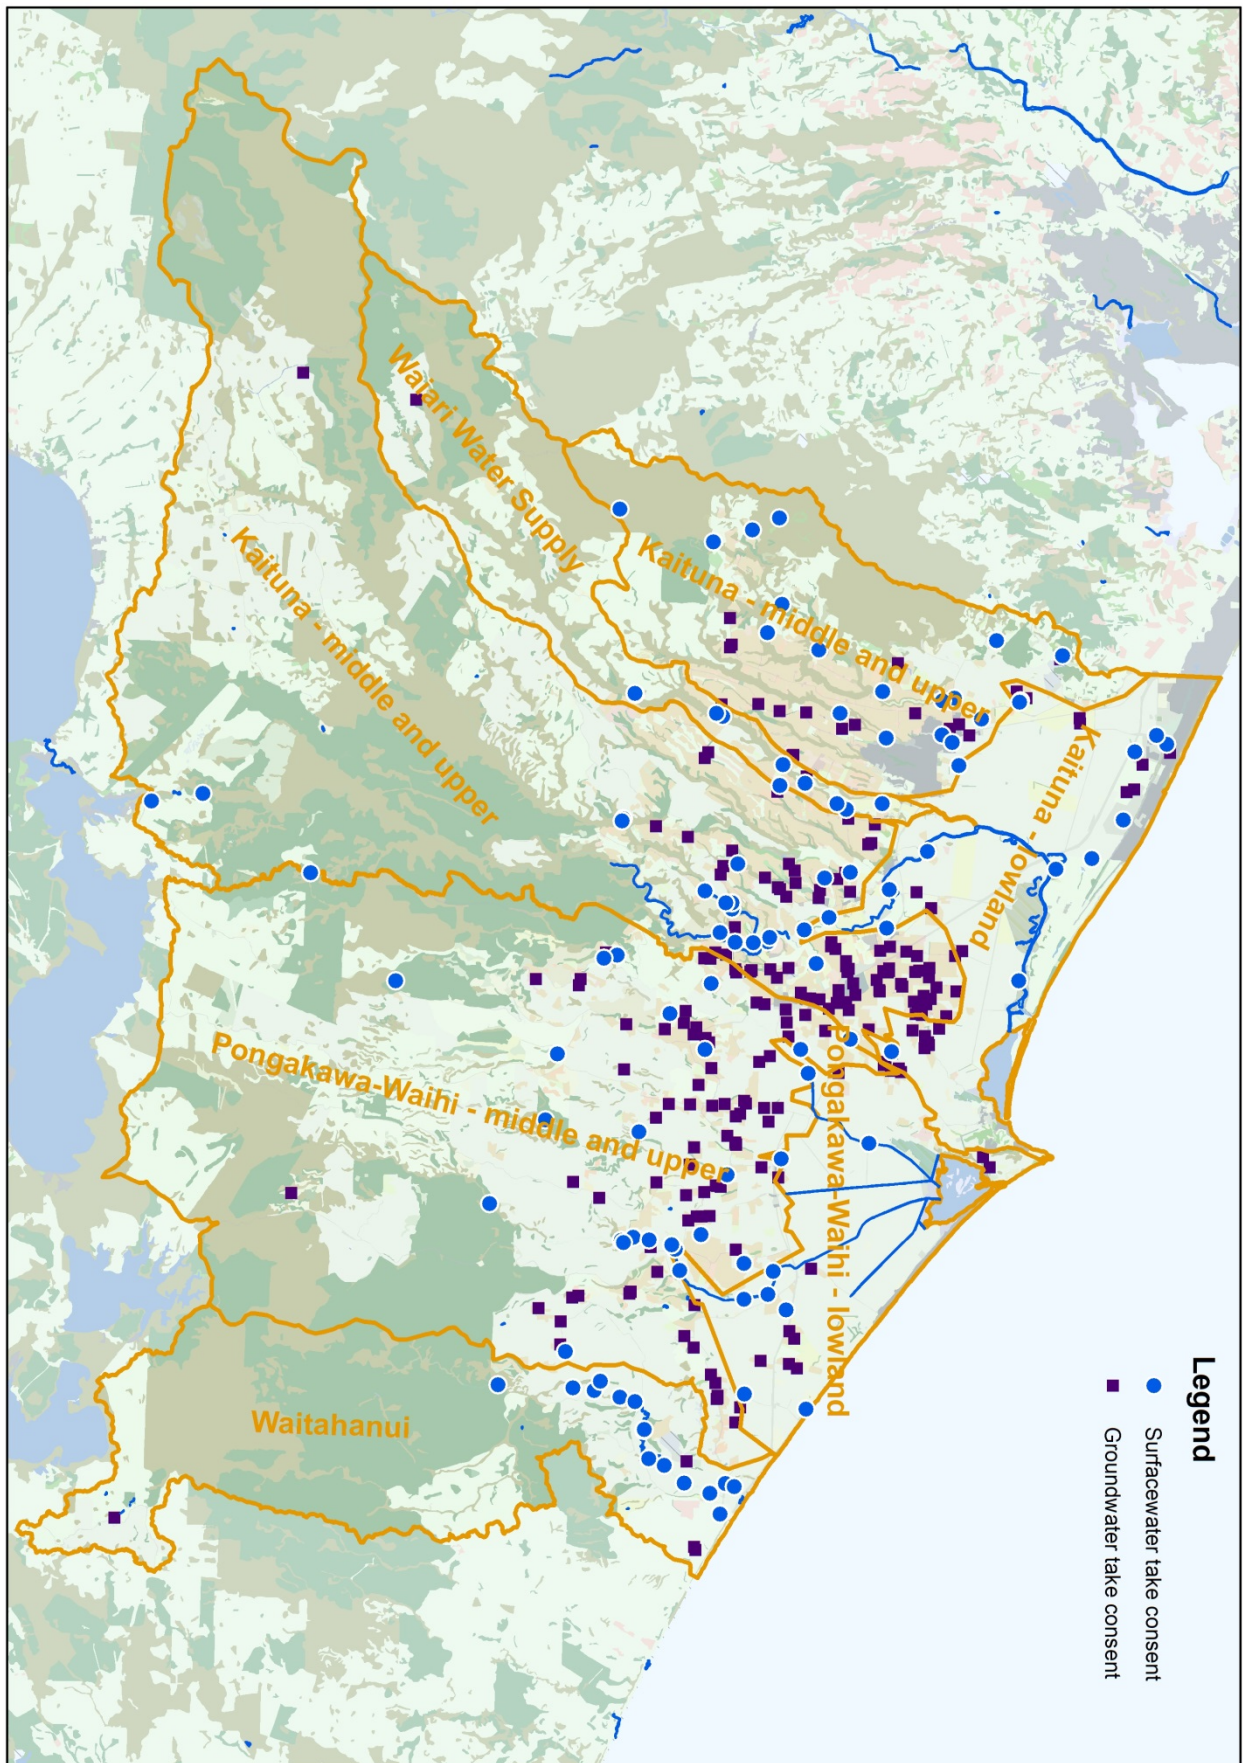 Legend
Surfacewater take consent
Groundwater take consent
Kaituna - lowland
Kaituna - middle and upper
Waiari Water Supply
Kaituna - middle and upper
Pongakawa-Waihi - lowland
Pongakawa-Waihi - middle and upper
Waitahanui